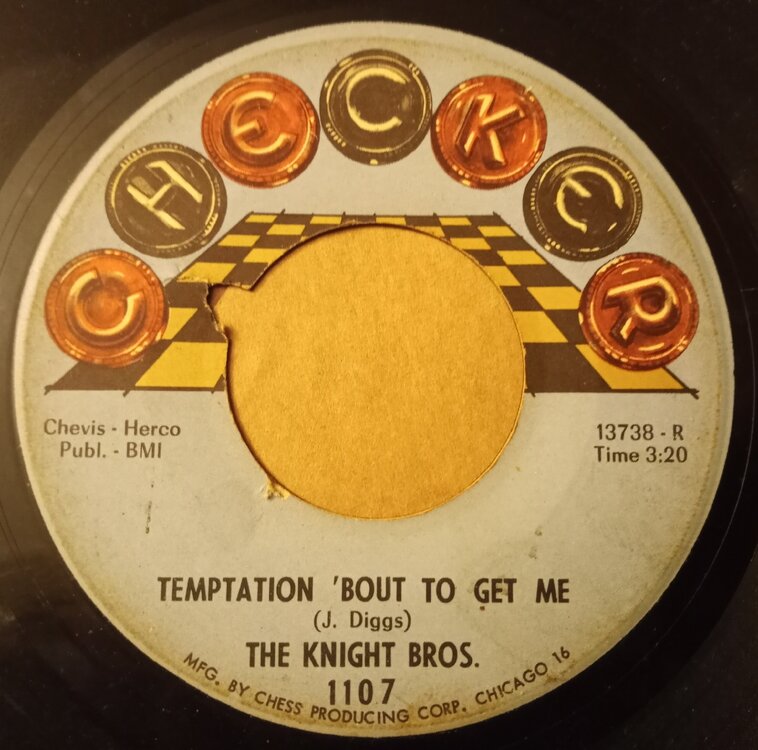 CHECKER
Chevis - Herco
Publ. - BMI
13738 - R
Time 3:20
TEMPTATION 'BOUT TO GET ME
(J. Diggs)
THE KNIGHT BROS.
1107
MFG. BY CHESS PRODUCING CORP. CHICAGO 16